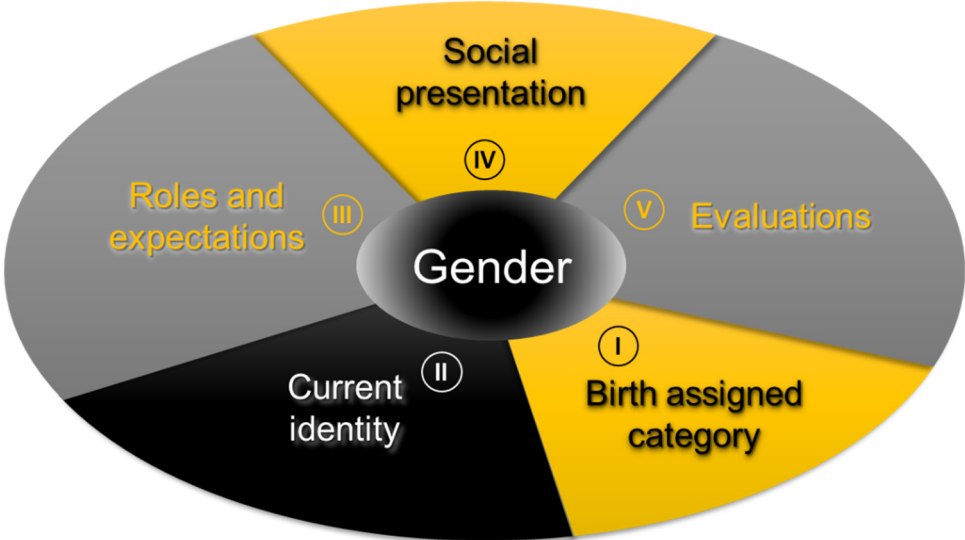 Social
presentation
IV
Roles and
expectations
III
V
Evaluations
Gender
I
II
Current
identity
Birth assigned
category